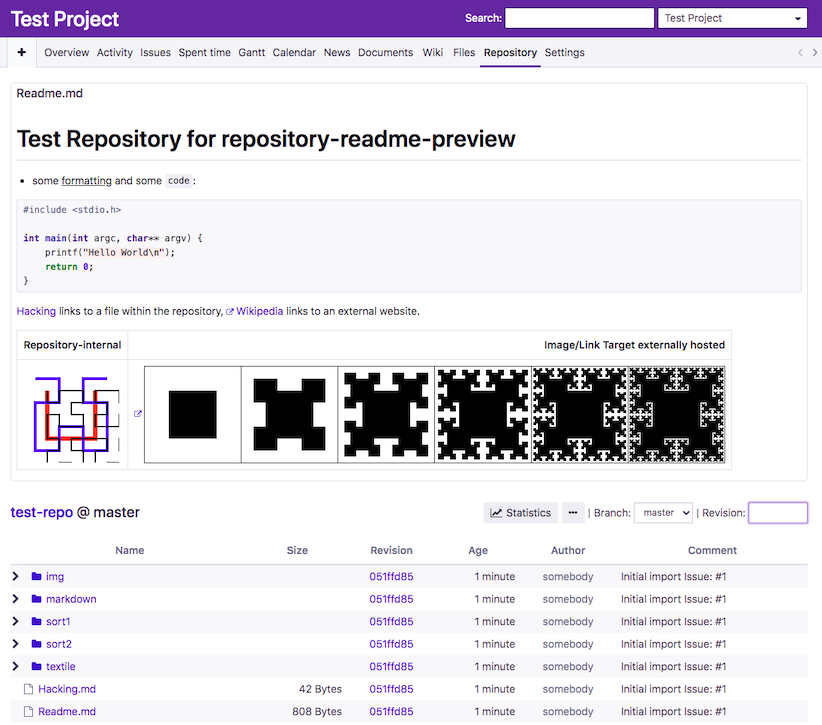 Test Project
Search: Test Project
+ Overview Activity Issues Spent time Gantt Calendar News Documents Wiki Files Repository Settings
Readme.md
Test Repository for repository-readme-preview
• some formatting and some code :
#include <stdio.h>
int main(int argc, char** argv) {
printf("Hello World\n");
return 0;
}
Hacking links to a file within the repository, Wikipedia links to an external website.
Repository-internal Image/Link Target externally hosted
test-repo @ master Statistics ••• | Branch: master | Revision:
Name Size Revision Age Author Comment
img 051ffd85 1 minute somebody Initial import Issue: #1
markdown 051ffd85 1 minute somebody Initial import Issue: #1
sort1 051ffd85 1 minute somebody Initial import Issue: #1
sort2 051ffd85 1 minute somebody Initial import Issue: #1
textile 051ffd85 1 minute somebody Initial import Issue: #1
Hacking.md 42 Bytes 051ffd85 1 minute somebody Initial import Issue: #1
Readme.md 808 Bytes 051ffd85 1 minute somebody Initial import Issue: #1